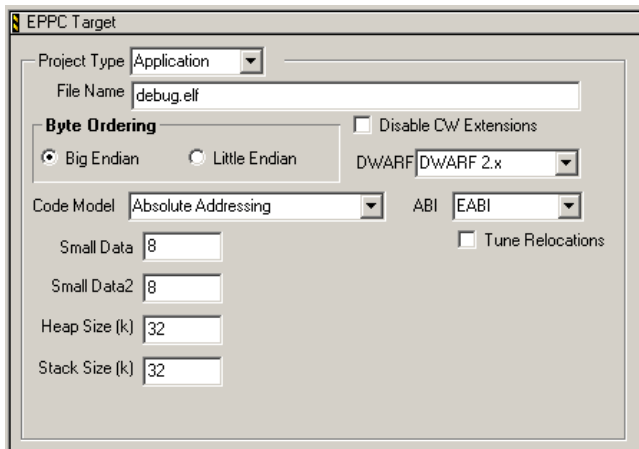 EPPC Target
Project Type Application
File Name debug.elf
Byte Ordering
Disable CW Extensions
Big Endian Little Endian
DWARF DWARF 2.x
Code Model Absolute Addressing ABI EABI
Small Data 8 Tune Relocations
Small Data2 8
Heap Size (k) 32
Stack Size (k) 32